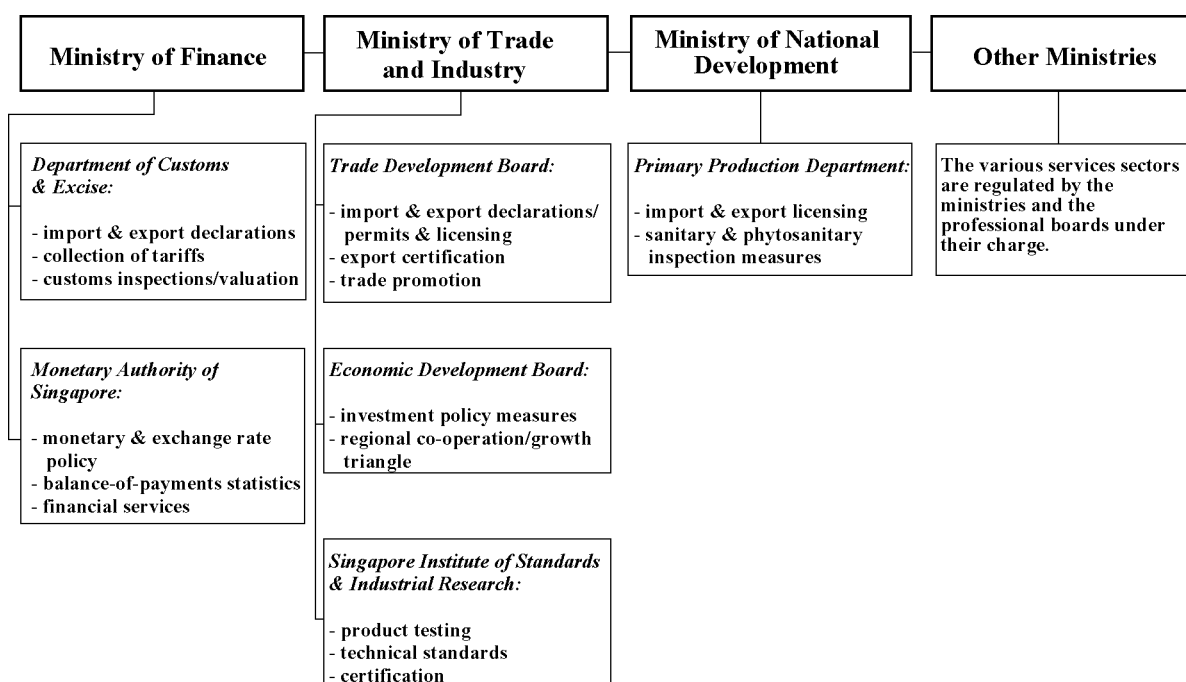 Ministry of Finance
Ministry of Trade
and Industry
Ministry of National
Development
Other Ministries
Department of Customs
& Excise:
- import & export declarations
- collection of tariffs
- customs inspections/valuation
Monetary Authority of
Singapore:
- monetary & exchange rate
policy
- balance-of-payments statistics
- financial services
Trade Development Board:
- import & export declarations/
permits & licensing
- export certification
- trade promotion
Economic Development Board:
- investment policy measures
- regional co-operation/growth
triangle
Singapore Institute of Standards
& Industrial Research:
- product testing
- technical standards
- certification
Primary Production Department:
- import & export licensing
- sanitary & phytosanitary
inspection measures
The various services sectors
are regulated by the
ministries and the
professional boards under
their charge.